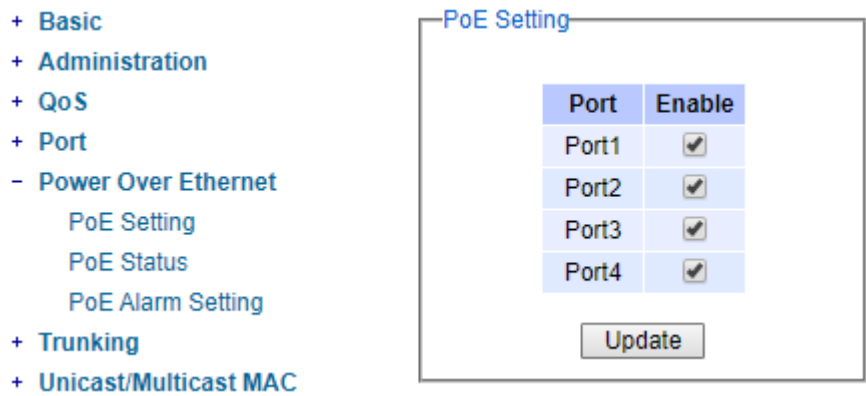 + Basic
+ Administration
+ QoS
+ Port
- Power Over Ethernet
PoE Setting
PoE Status
PoE Alarm Setting
+ Trunking
+ Unicast/Multicast MAC
PoE Setting
Port Enable
Port1
Port2
Port3
Port4
Update